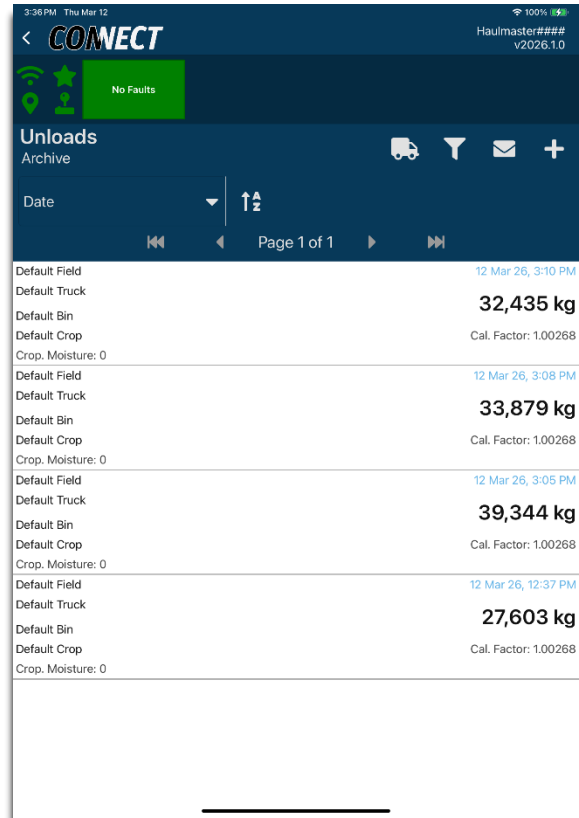 3:36 PM Thu Mar 12
100%
CONNECT
Haulmaster####
v2026.1.0
No Faults
Unloads
Archive
Date
A
Z
Page 1 of 1
Default Field
12 Mar 26, 3:10 PM
Default Truck
32,435 kg
Default Bin
Default Crop
Cal. Factor: 1.00268
Crop. Moisture: 0
Default Field
12 Mar 26, 3:08 PM
Default Truck
33,879 kg
Default Bin
Default Crop
Cal. Factor: 1.00268
Crop. Moisture: 0
Default Field
12 Mar 26, 3:05 PM
Default Truck
39,344 kg
Default Bin
Default Crop
Cal. Factor: 1.00268
Crop. Moisture: 0
Default Field
12 Mar 26, 12:37 PM
Default Truck
27,603 kg
Default Bin
Default Crop
Cal. Factor: 1.00268
Crop. Moisture: 0